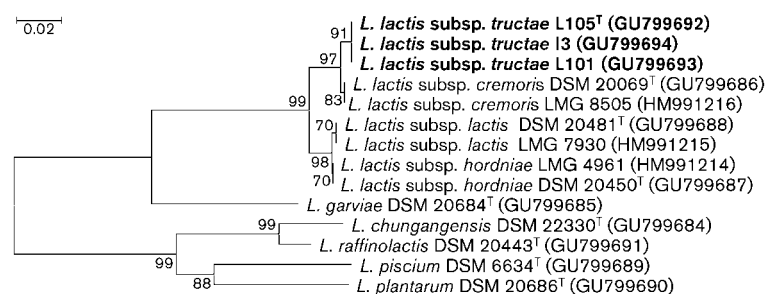 0.02
91
L. lactis subsp. tructae L105ᵀ (GU799692)
L. lactis subsp. tructae I3 (GU799694)
97
L. lactis subsp. tructae L101 (GU799693)
L. lactis subsp. cremoris DSM 20069ᵀ (GU799686)
99
83
L. lactis subsp. cremoris LMG 8505 (HM991216)
70
L. lactis subsp. lactis DSM 20481ᵀ (GU799688)
L. lactis subsp. lactis LMG 7930 (HM991215)
98
L. lactis subsp. hordniae LMG 4961 (HM991214)
70
L. lactis subsp. hordniae DSM 20450ᵀ (GU799687)
L. garviae DSM 20684ᵀ (GU799685)
99
L. chungangensis DSM 22330ᵀ (GU799684)
L. raffinolactis DSM 20443ᵀ (GU799691)
99
L. piscium DSM 6634ᵀ (GU799689)
88
L. plantarum DSM 20686ᵀ (GU799690)